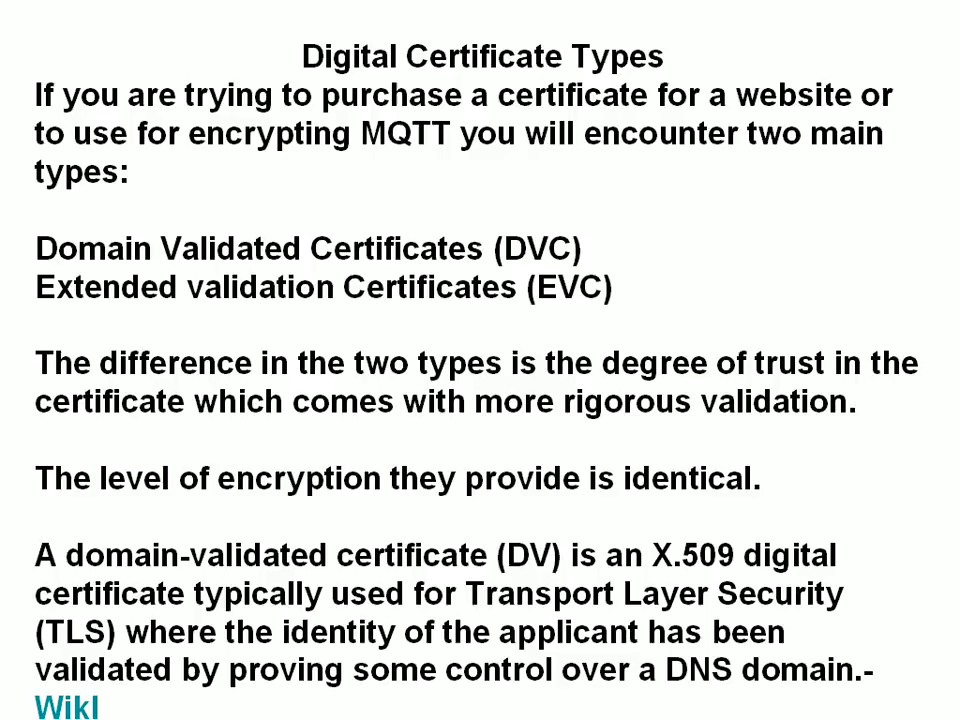 Digital Certificate Types
If you are trying to purchase a certificate for a website or
to use for encrypting MQTT you will encounter two main
types:
Domain Validated Certificates (DVC)
Extended validation Certificates (EVC)
The difference in the two types is the degree of trust in the
certificate which comes with more rigorous validation.
The level of encryption they provide is identical.
A domain-validated certificate (DV) is an X.509 digital
certificate typically used for Transport Layer Security
(TLS) where the identity of the applicant has been
validated by proving some control over a DNS domain.-
WikI